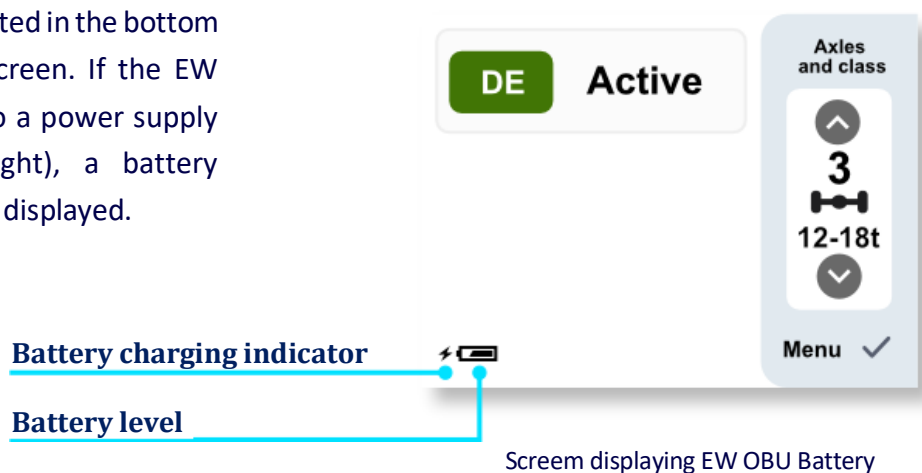 ted in the bottom
creen. If the EW
o a power supply
ght), a battery
displayed.
DE Active
Axles
and class
3
12-18t
Menu
Battery charging indicator
Battery level
Screem displaying EW OBU Battery